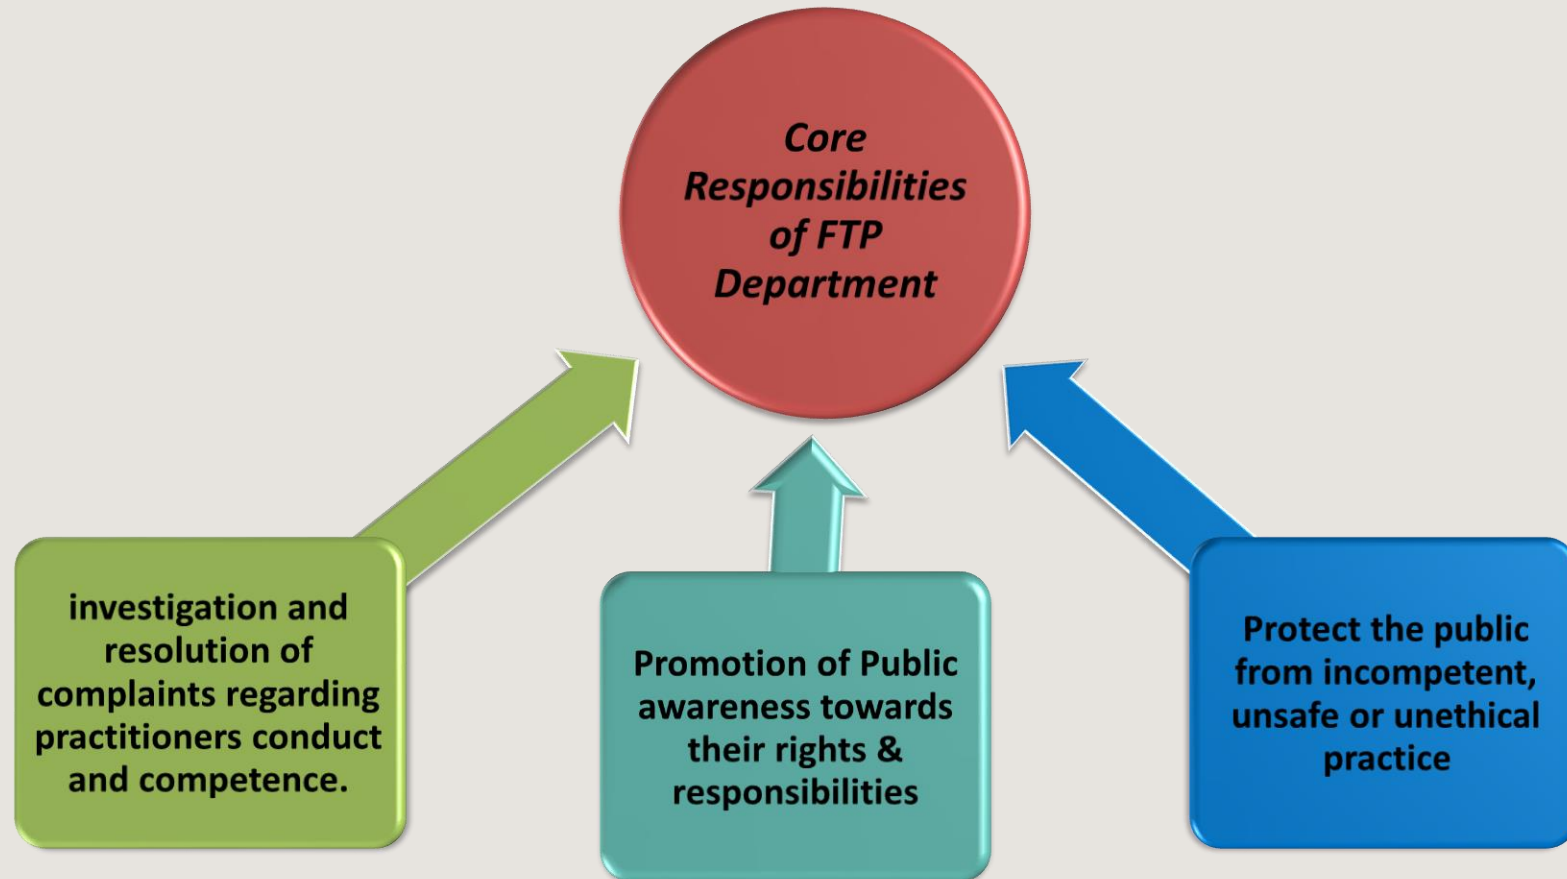 Core
Responsibilities
of FTP
Department
investigation and
resolution of
complaints regarding
practitioners conduct
and competence.
Promotion of Public
awareness towards
their rights &
responsibilities
Protect the public
from incompetent,
unsafe or unethical
practice